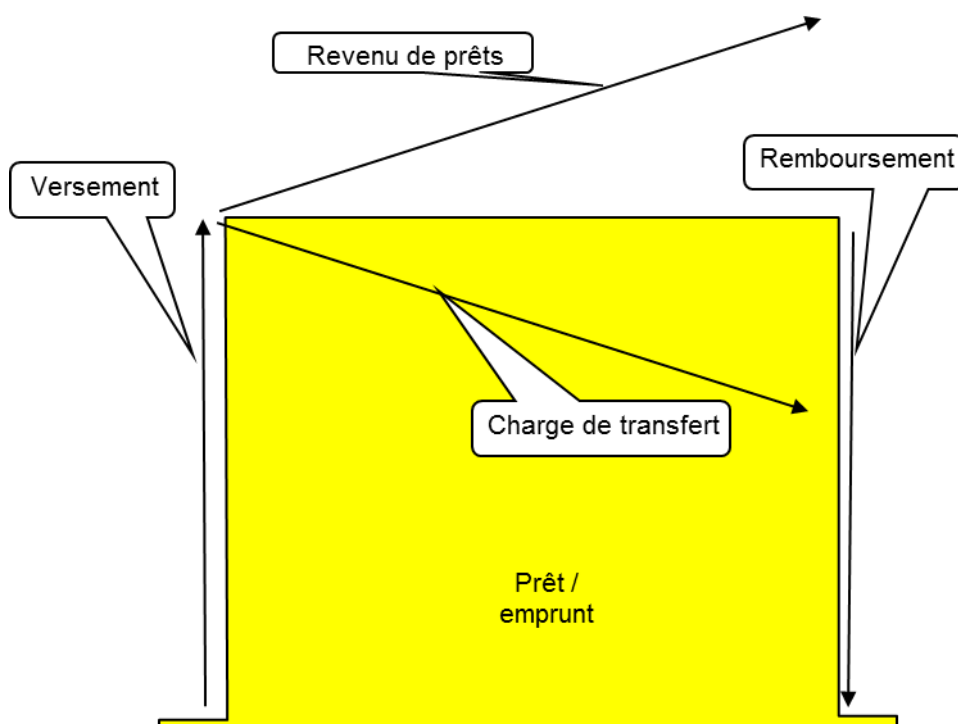 Revenu de prêts
Remboursement
Versement
Charge de transfert
Prêt /
emprunt